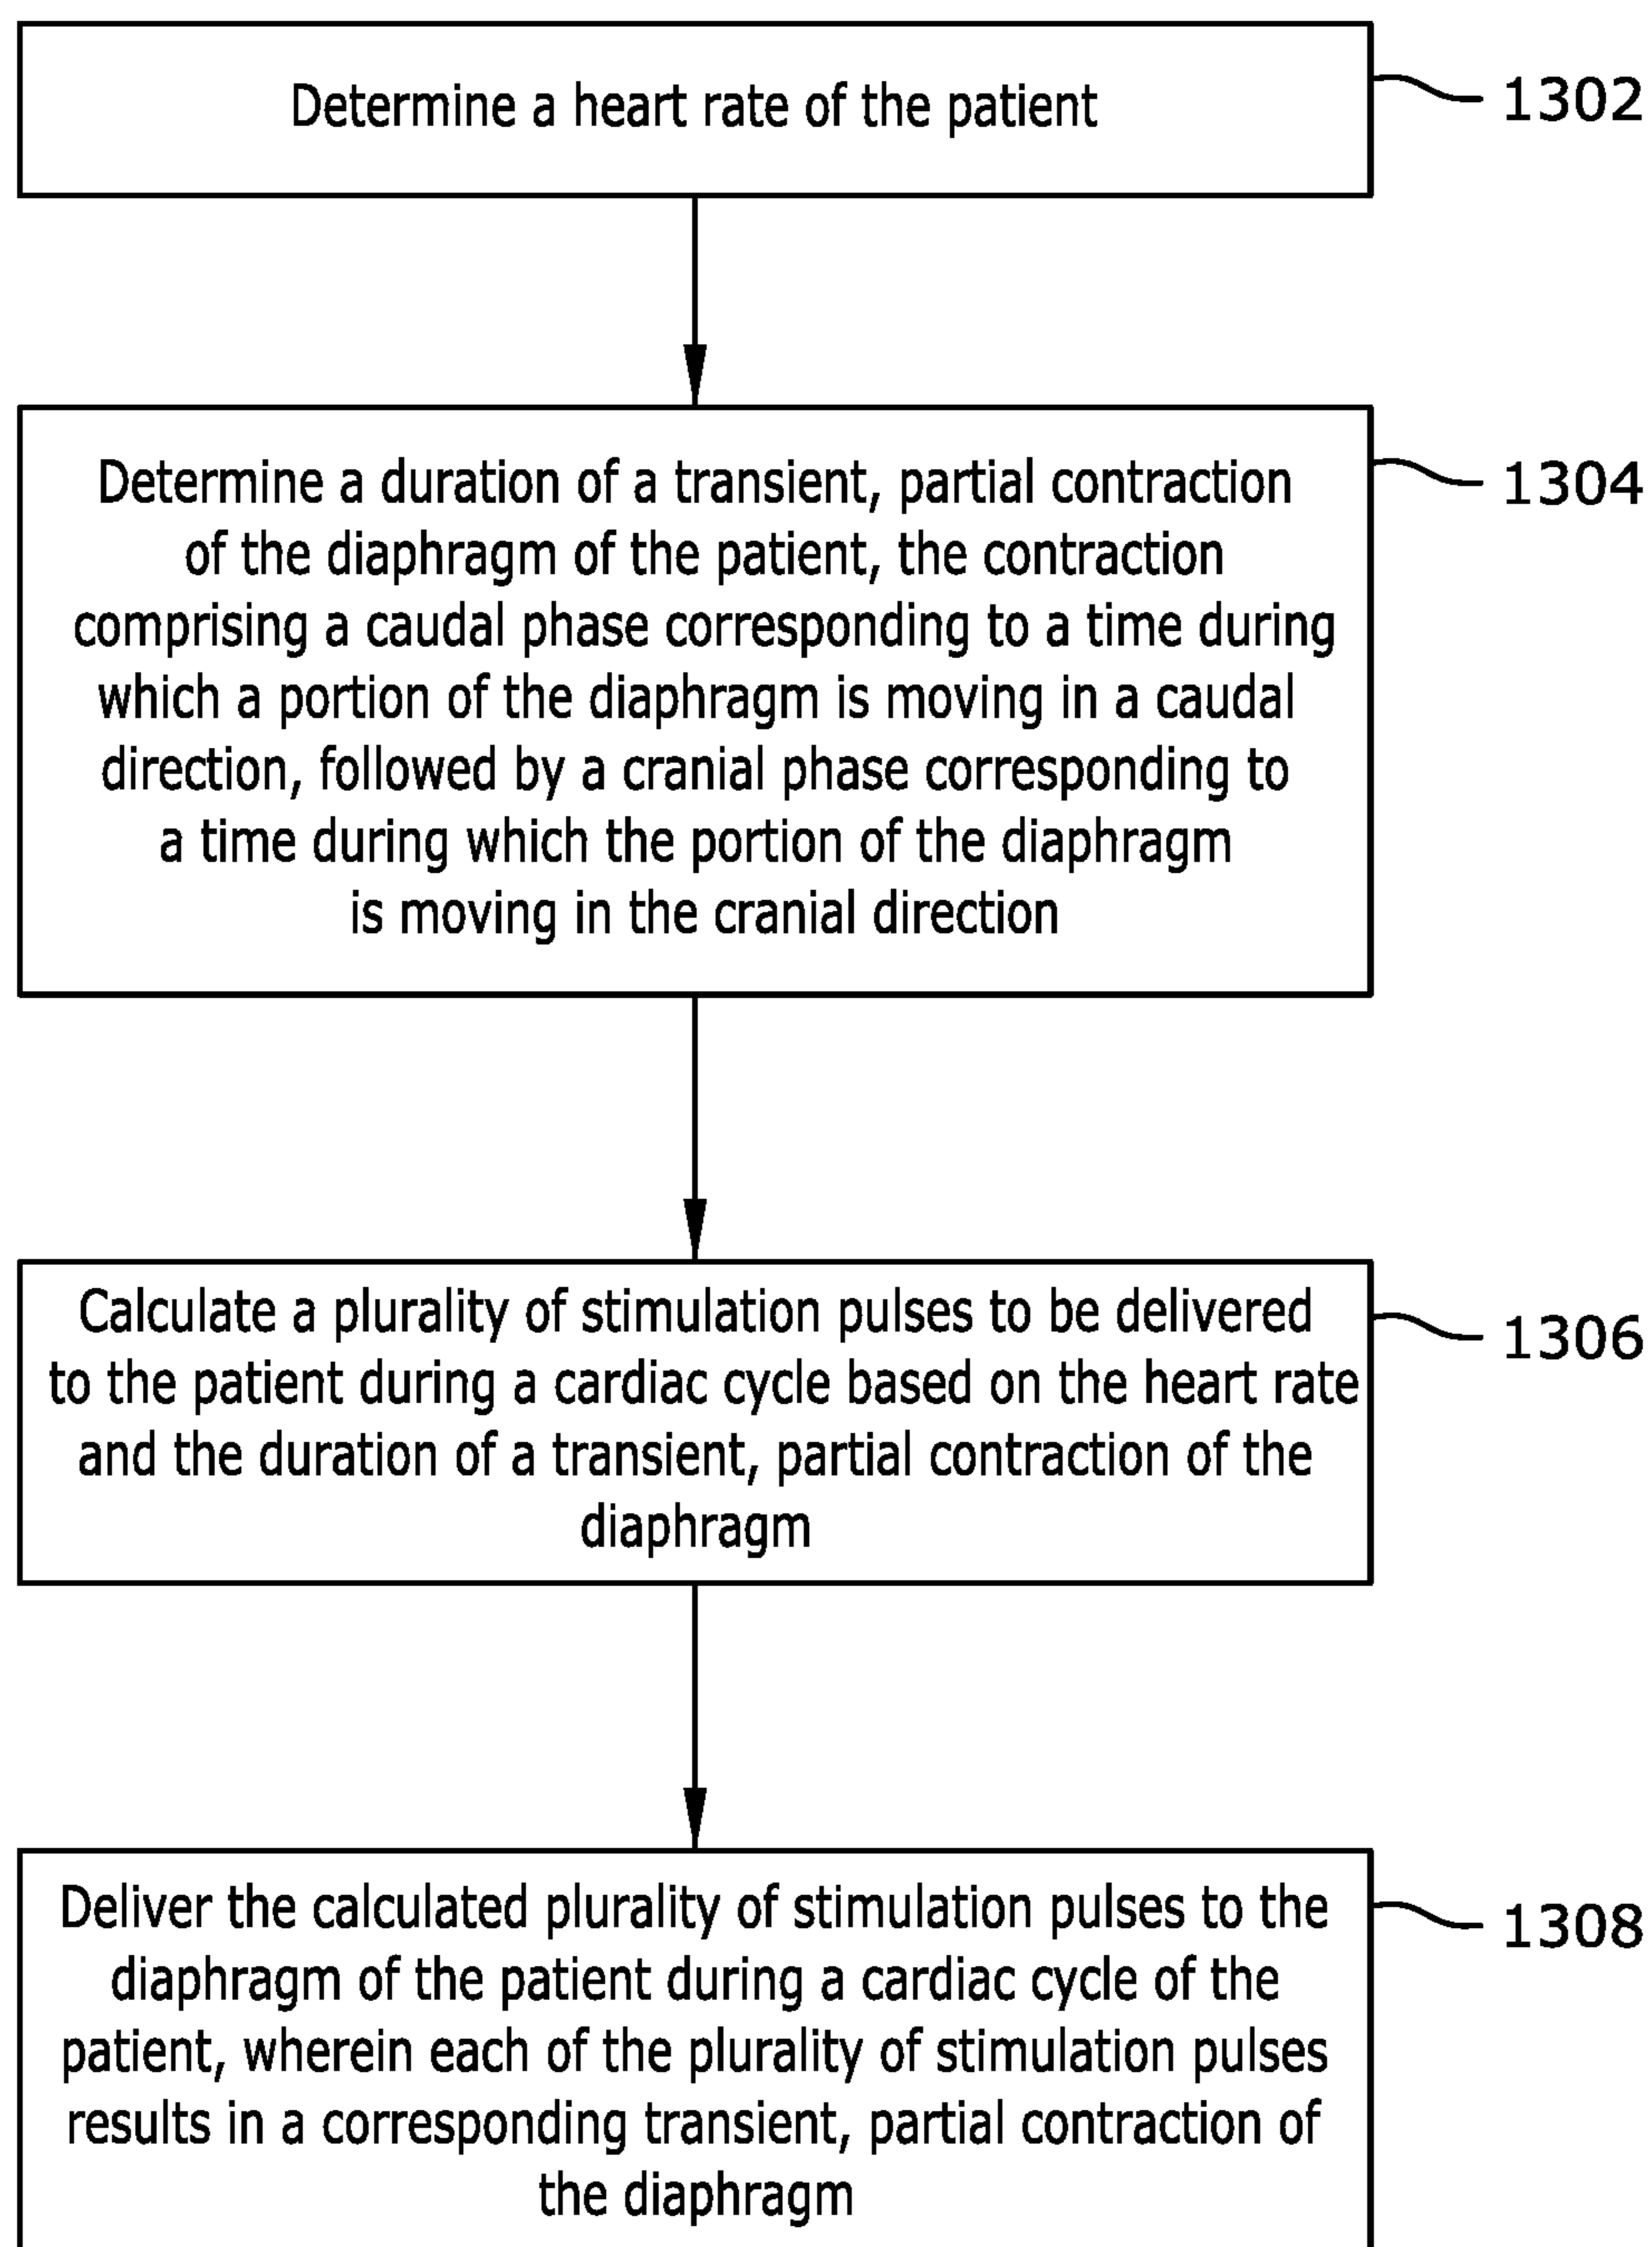 Determine a heart rate of the patient
1302
Determine a duration of a transient, partial contraction
of the diaphragm of the patient, the contraction
comprising a caudal phase corresponding to a time during
which a portion of the diaphragm is moving in a caudal
direction, followed by a cranial phase corresponding to
a time during which the portion of the diaphragm
is moving in the cranial direction
1304
Calculate a plurality of stimulation pulses to be delivered
to the patient during a cardiac cycle based on the heart rate
and the duration of a transient, partial contraction of the
diaphragm
1306
Deliver the calculated plurality of stimulation pulses to the
diaphragm of the patient during a cardiac cycle of the
patient, wherein each of the plurality of stimulation pulses
results in a corresponding transient, partial contraction of
the diaphragm
1308